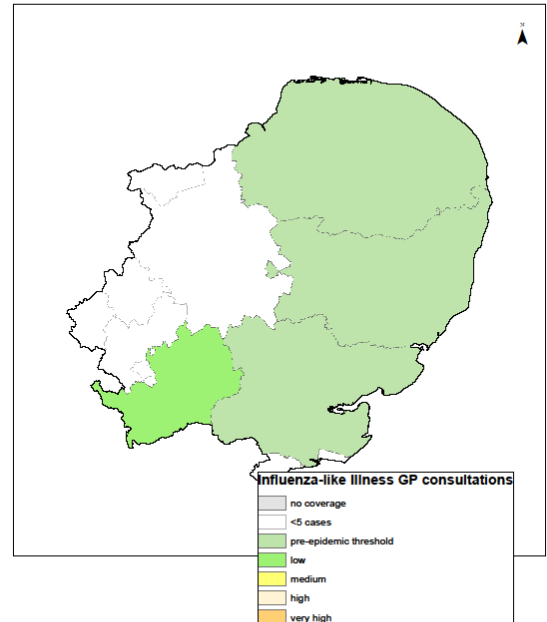 N
Influenza-like Illness GP consultations
no coverage
<5 cases
pre-epidemic threshold
low
medium
high
very high